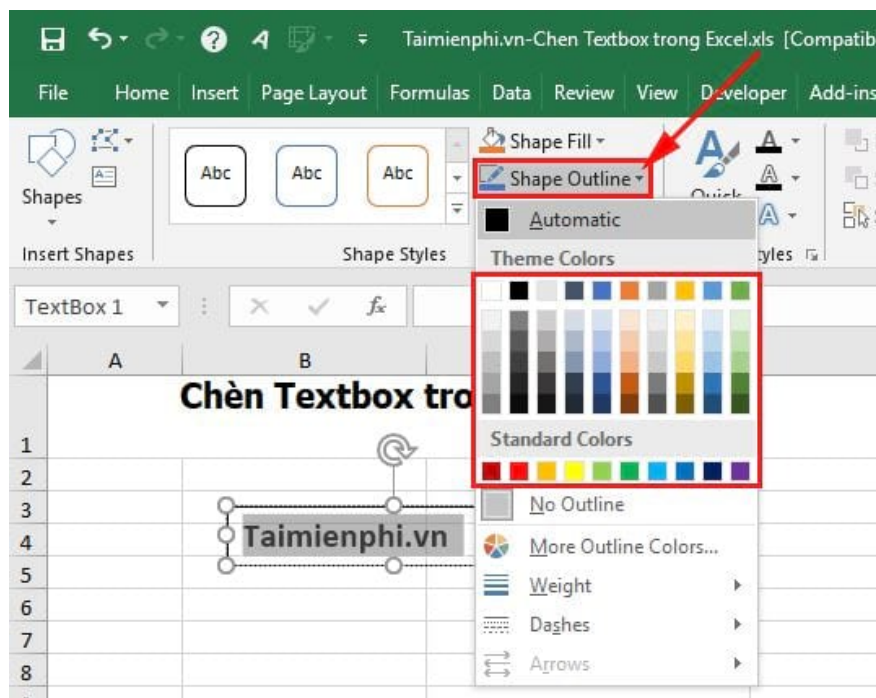 Taimienphi.vn-Chen Textbox trong Excel.xls [Compatib
File Home Insert Page Layout Formulas Data Review View Developer Add-ins
Shapes
Insert Shapes
Abc Abc Abc
Shape Styles
Shape Fill
Shape Outline
Quick
yles
Automatic
Theme Colors
Standard Colors
No Outline
More Outline Colors...
Weight
Dashes
Arrows
TextBox 1
fx
A B
Chèn Textbox tro
Taimienphi.vn
1
2
3
4
5
6
7
8